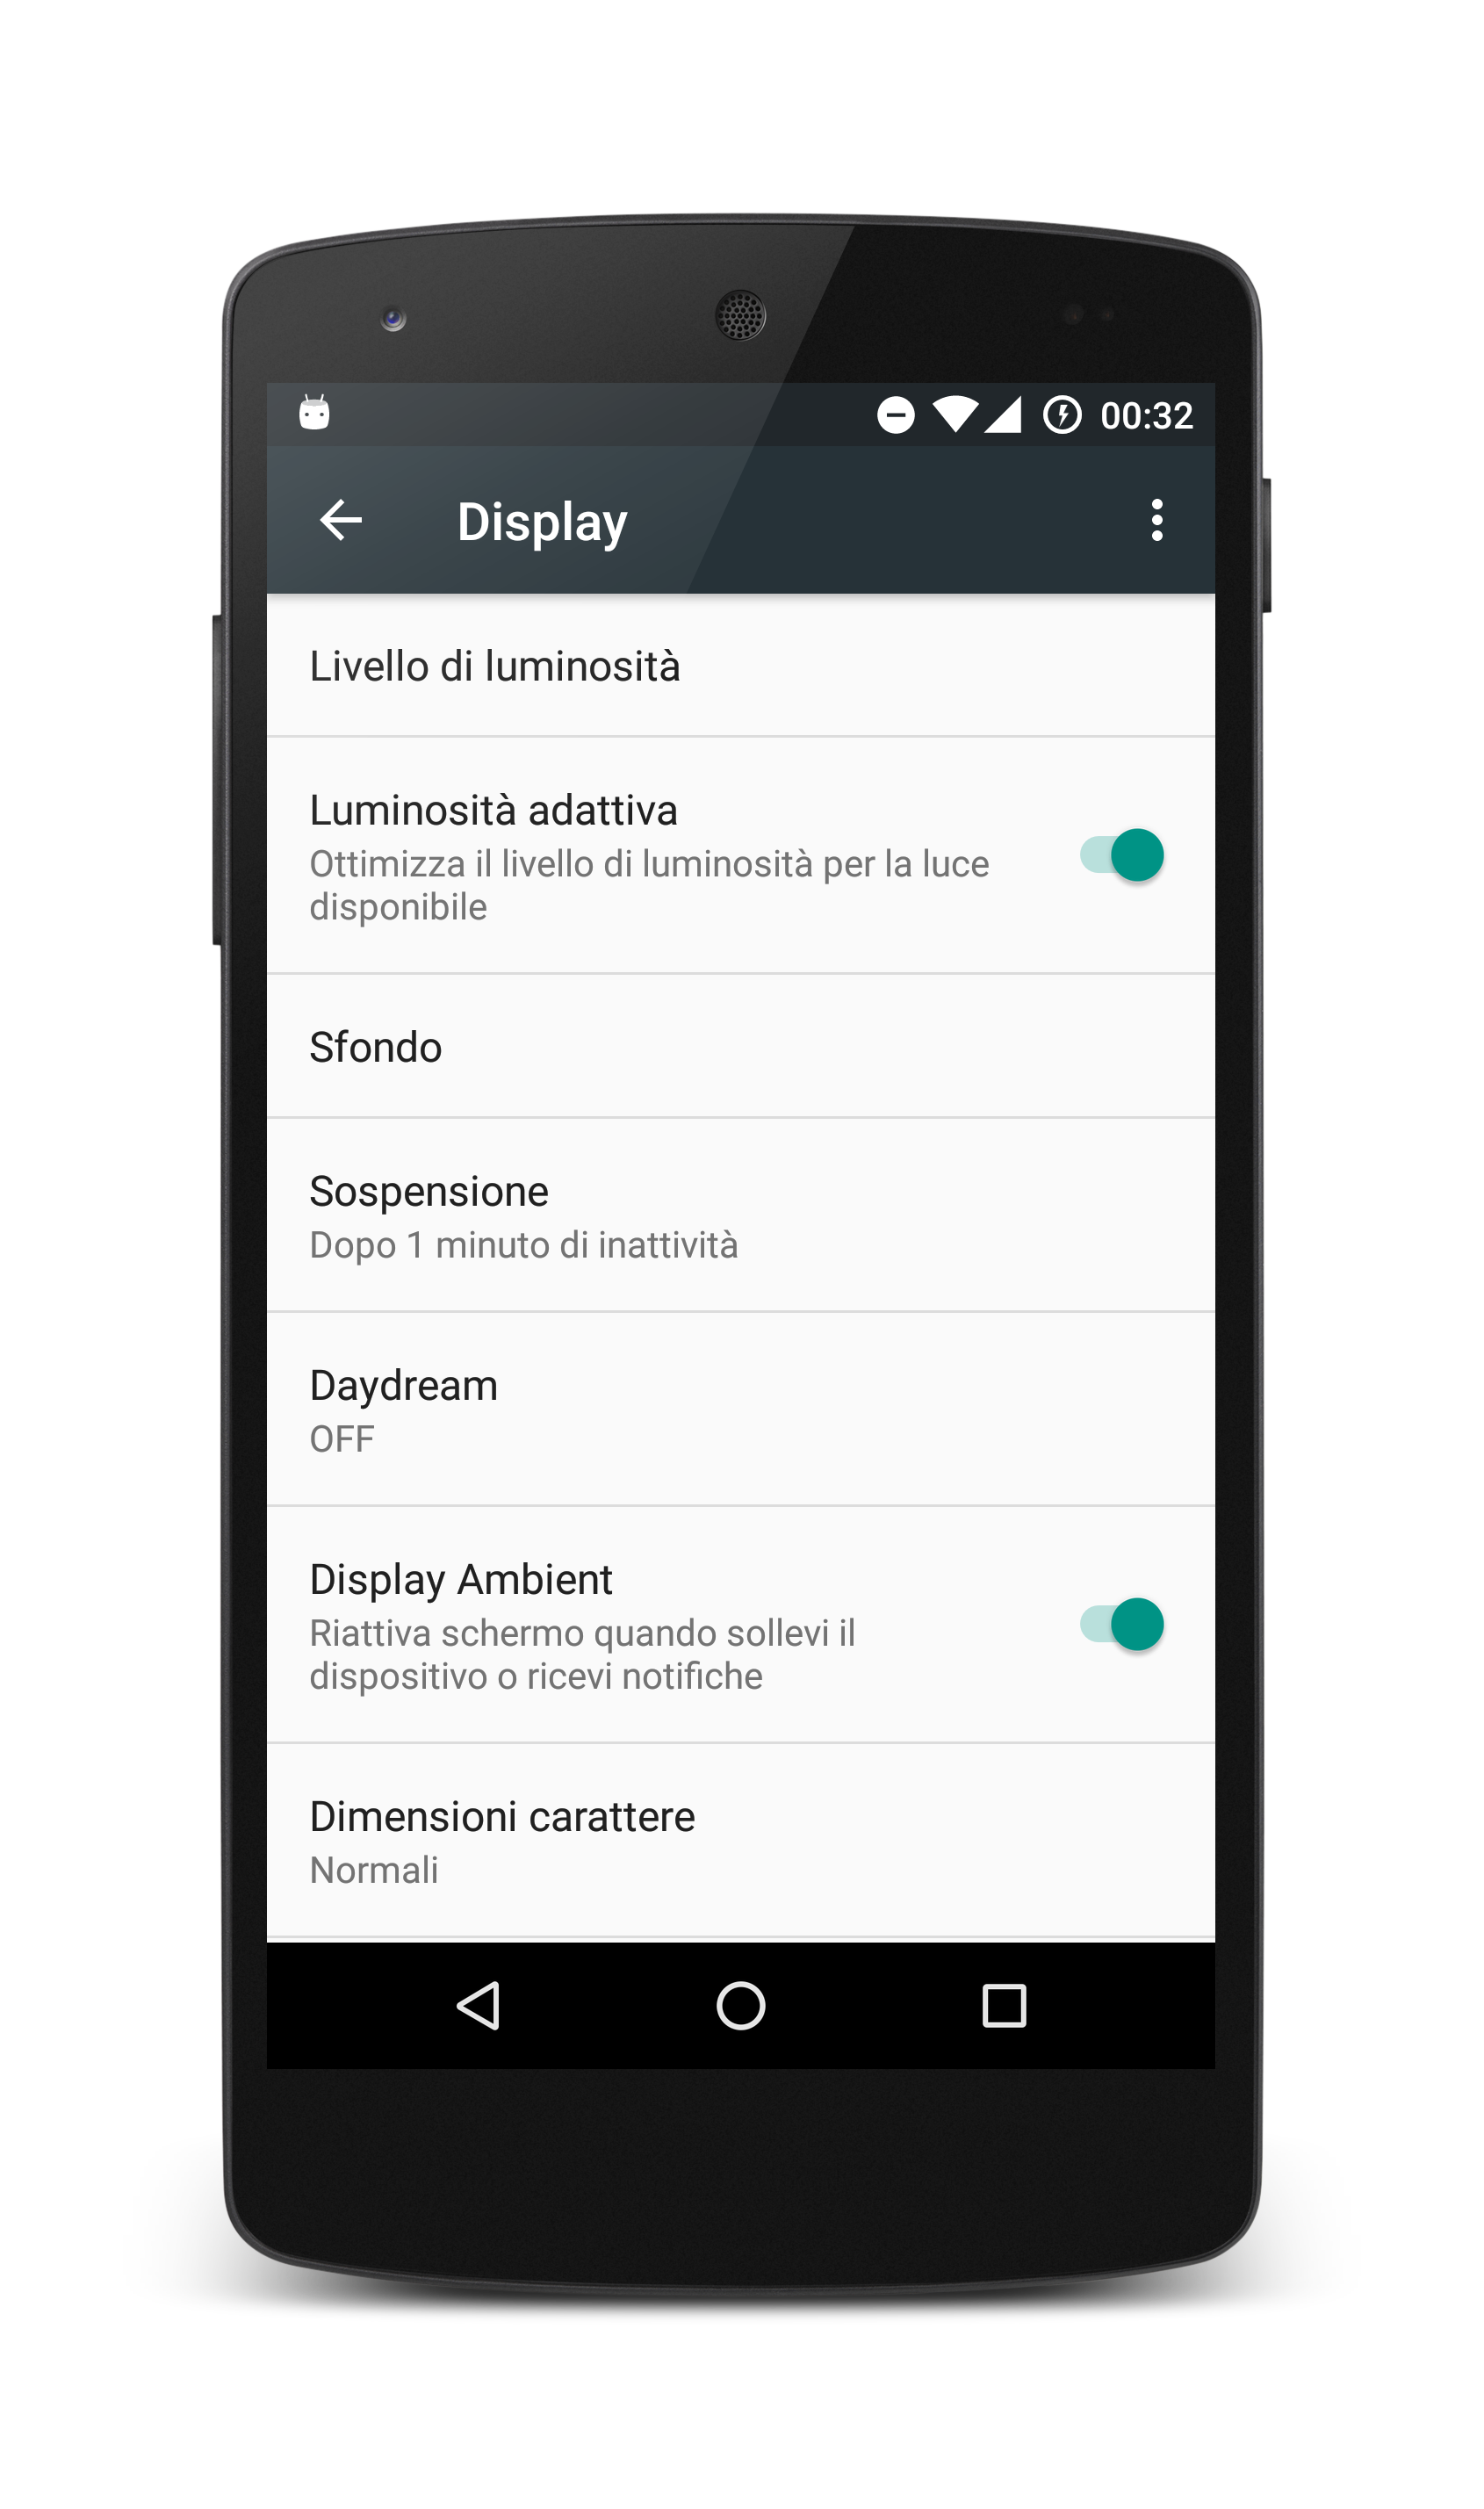 00:32
Display
Livello di luminosità
Luminosità adattiva
Ottimizza il livello di luminosità per la luce
disponibile
Sfondo
Sospensione
Dopo 1 minuto di inattività
Daydream
OFF
Display Ambient
Riattiva schermo quando sollevi il
dispositivo o ricevi notifiche
Dimensioni carattere
Normali